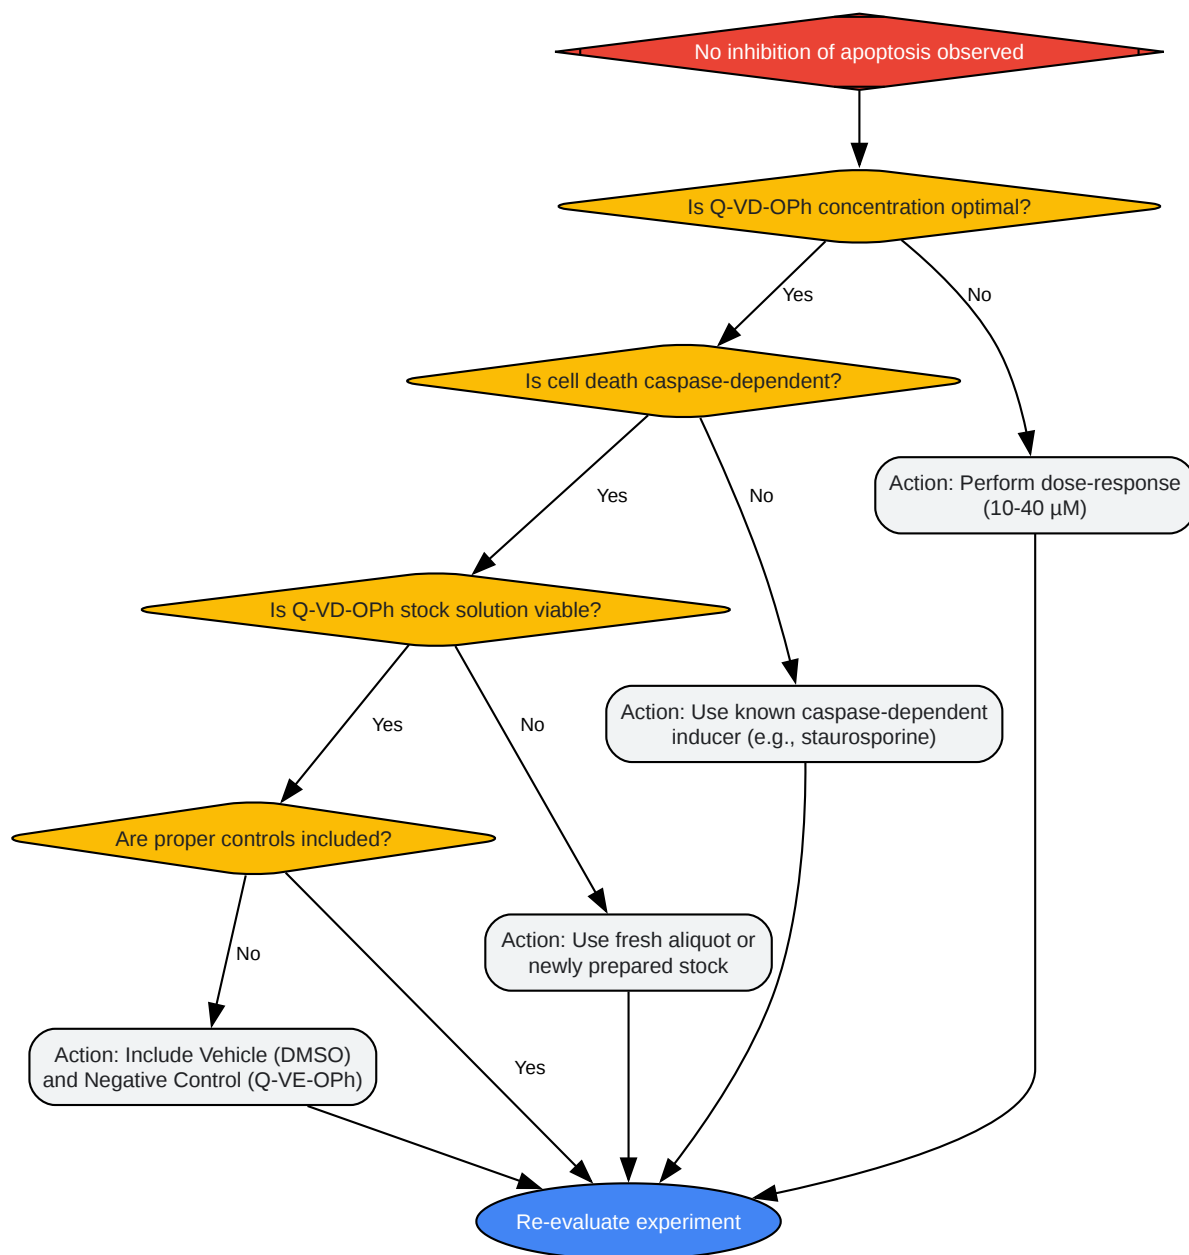 No inhibition of apoptosis observed
Is Q-VD-OPh concentration optimal?
Yes
No
Is cell death caspase-dependent?
Action: Perform dose-response
(10-40 µM)
Yes
No
Is Q-VD-OPh stock solution viable?
Action: Use known caspase-dependent
inducer (e.g., staurosporine)
Yes
No
Are proper controls included?
Action: Use fresh aliquot or
newly prepared stock
No
Action: Include Vehicle (DMSO)
and Negative Control (Q-VE-OPh)
Yes
Re-evaluate experiment